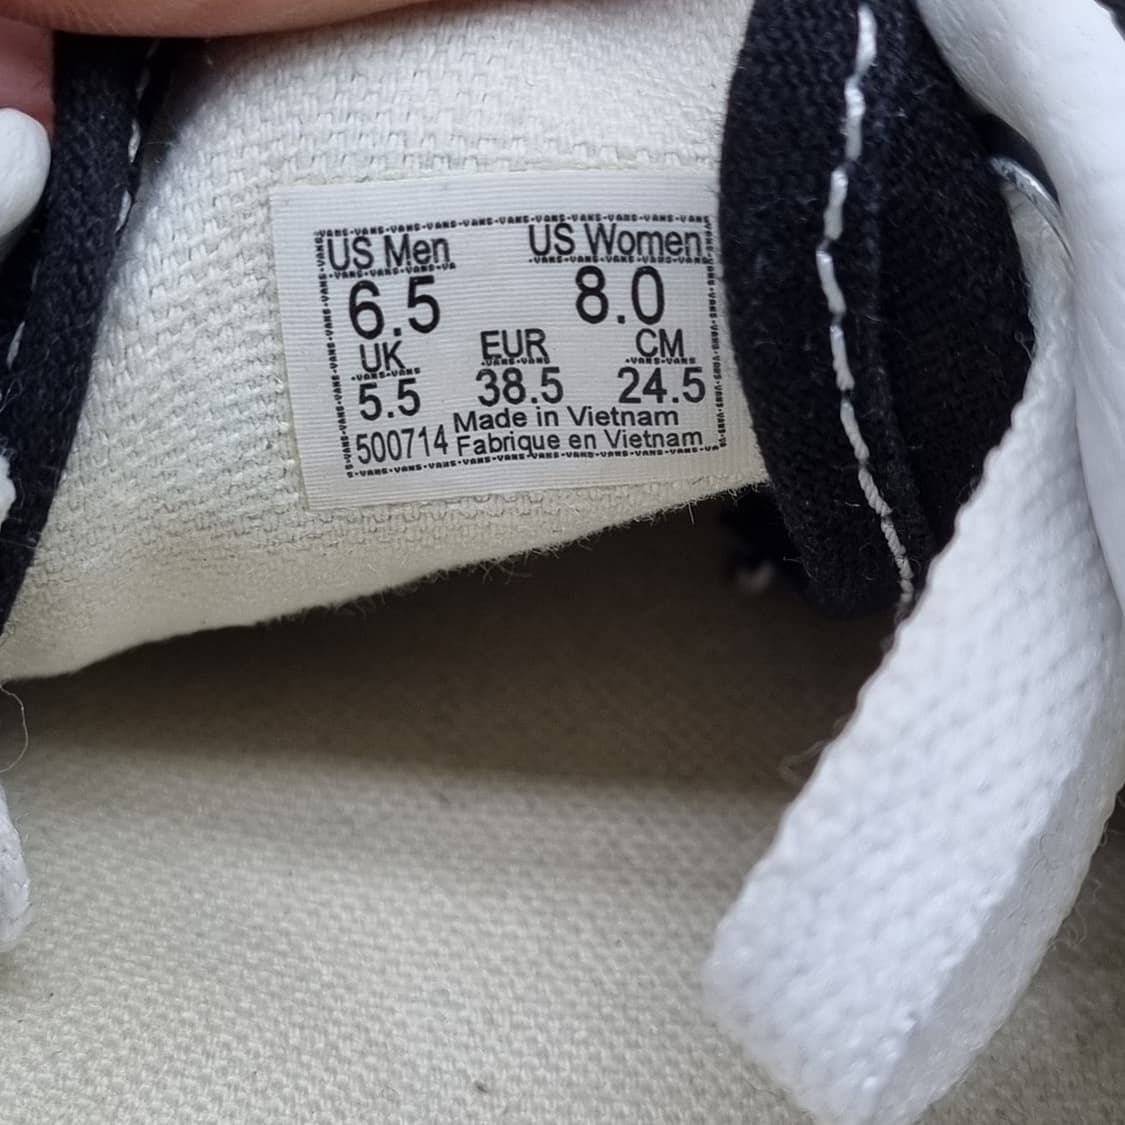 US Men US Women
6.5 8.0
UK EUR CM
5.5 38.5 24.5
Made in Vietnam
500714 Fabrique en Vietnam